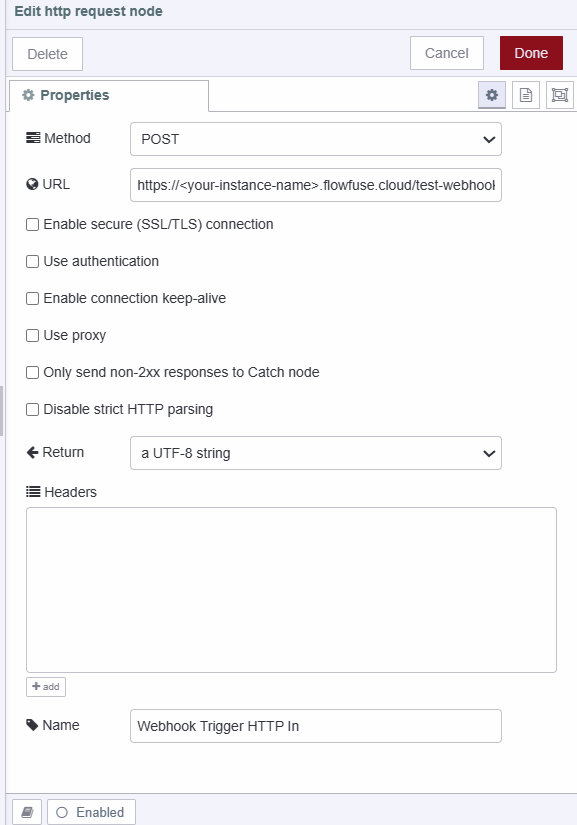 Edit http request node
Delete
Cancel
Done
Properties
Method
POST
URL
https://<your-instance-name>.flowfuse.cloud/test-webhook
Enable secure (SSL/TLS) connection
Use authentication
Enable connection keep-alive
Use proxy
Only send non-2xx responses to Catch node
Disable strict HTTP parsing
Return
a UTF-8 string
Headers
add
Name
Webhook Trigger HTTP In
Enabled